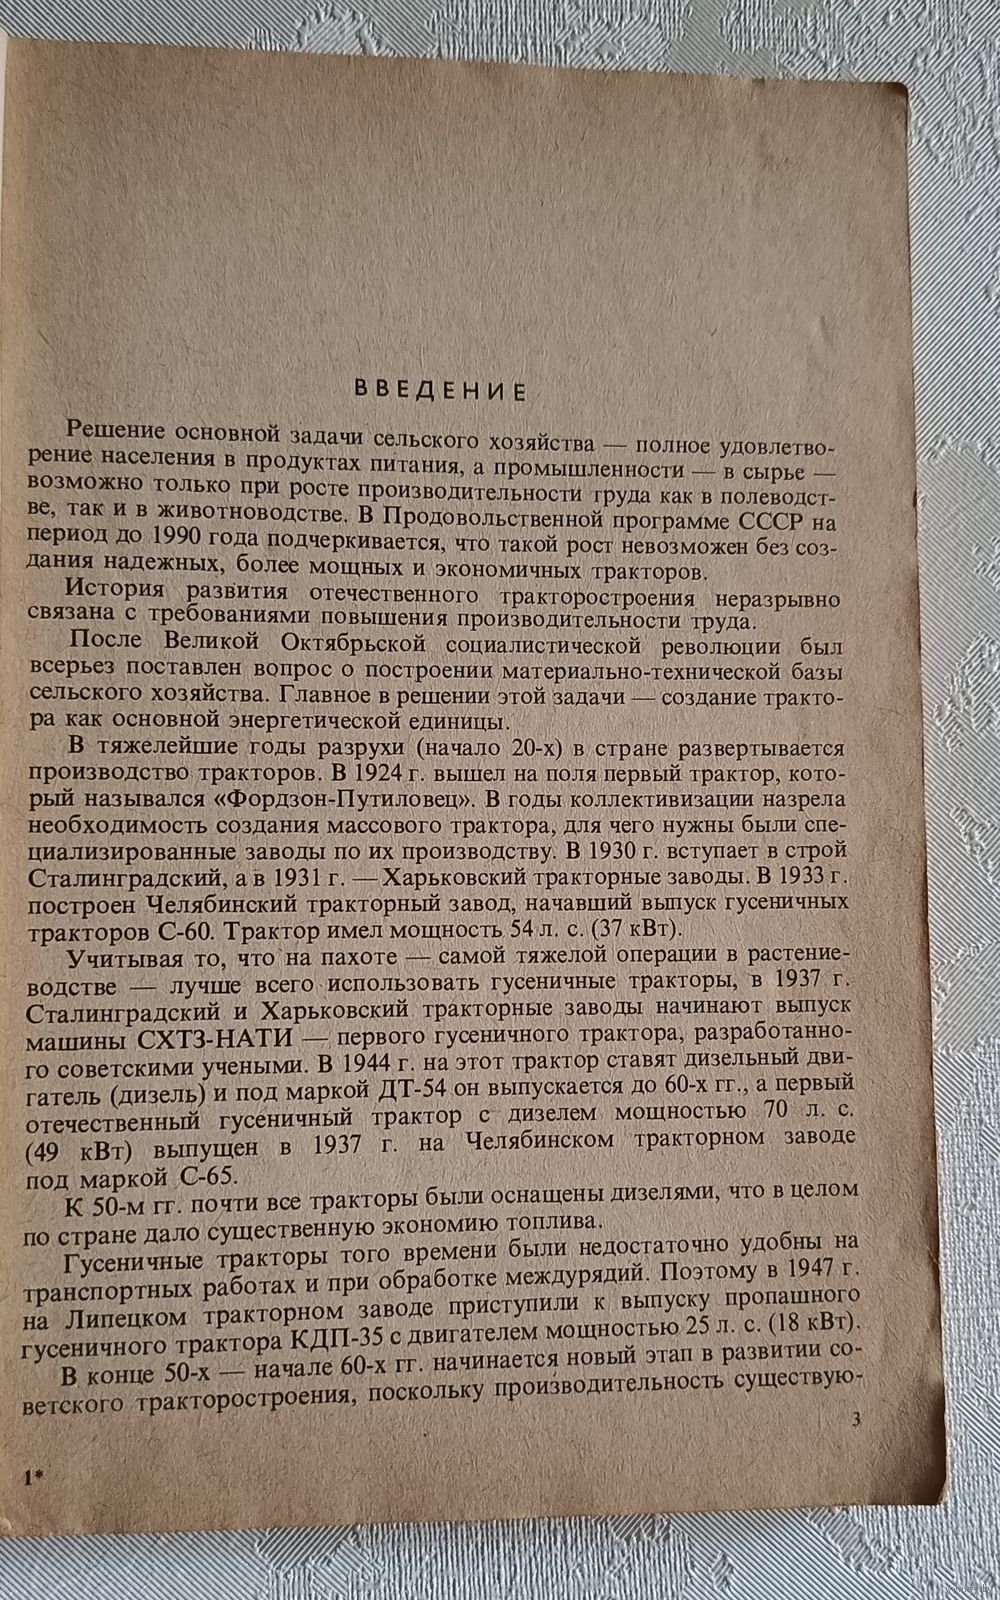 ВВЕДЕНИЕ
Решение основной задачи сельского хозяйства — полное удовлетво-
рение населения в продуктах питания, а промышленности — в сырье —
возможно только при росте производительности труда как в полеводст-
ве, так и в животноводстве. В Продовольственной программе СССР на
период до 1990 года подчеркивается, что такой рост невозможен без соз-
дания надежных, более мощных и экономичных тракторов.
История развития отечественного тракторостроения неразрывно
связана с требованиями повышения производительности труда.
После Великой Октябрьской социалистической революции был
всерьез поставлен вопрос о построении материально-технической базы
сельского хозяйства. Главное в решении этой задачи — создание тракто-
ра как основной энергетической единицы.
В тяжелейшие годы разрухи (начало 20-х) в стране развертывается
производство тракторов. В 1924 г. вышел на поля первый трактор, кото-
рый назывался «Фордзон-Путиловец». В годы коллективизации назрела
необходимость создания массового трактора, для чего нужны были спе-
циализированные заводы по их производству. В 1930 г. вступает в строй
Сталинградский, а в 1931 г. — Харьковский тракторные заводы. В 1933 г.
построен Челябинский тракторный завод, начавший выпуск гусеничных
тракторов С-60. Трактор имел мощность 54 л. с. (37 кВт).
Учитывая то, что на пахоте — самой тяжелой операции в растение-
водстве — лучше всего использовать гусеничные тракторы, в 1937 г.
Сталинградский и Харьковский тракторные заводы начинают выпуск
машины СХТЗ-НАТИ — первого гусеничного трактора, разработанно-
го советскими учеными. В 1944 г. на этот трактор ставят дизельный дви-
гатель (дизель) и под маркой ДТ-54 он выпускается до 60-х гг., а первый
отечественный гусеничный трактор с дизелем мощностью 70 л. с.
(49 кВт) выпущен в 1937 г. на Челябинском тракторном заводе
под маркой С-65.
К 50-м гг. почти все тракторы были оснащены дизелями, что в целом
по стране дало существенную экономию топлива.
Гусеничные тракторы того времени были недостаточно удобны на
транспортных работах и при обработке междурядий. Поэтому в 1947 г.
на Липецком тракторном заводе приступили к выпуску пропашного
гусеничного трактора КДП-35 с двигателем мощностью 25 л. с. (18 кВт).
В конце 50-х — начале 60-х гг. начинается новый этап в развитии со-
ветского тракторостроения, поскольку производительность существую-
3
1*